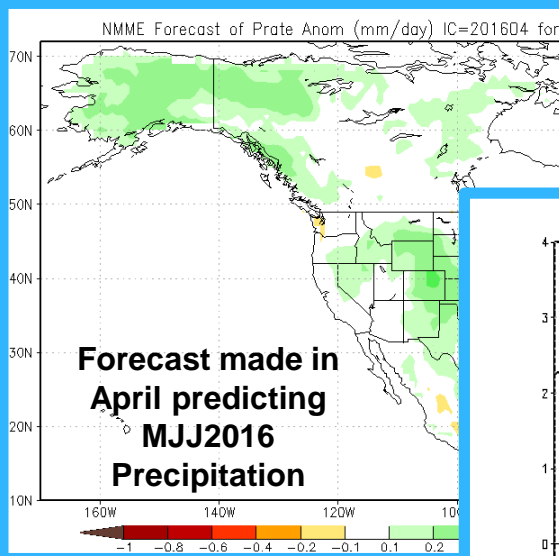 NMME Forecast of Prate Anom (mm/day) IC=201604 for
70N
60N
50N
40N
30N
20N
10N
160W
140W
120W
100
Forecast made in
April predicting
MJJ2016
Precipitation
-1 -0.8 -0.6 -0.4 -0.2 -0.1 0.1 0.2
4
3
2
1
0